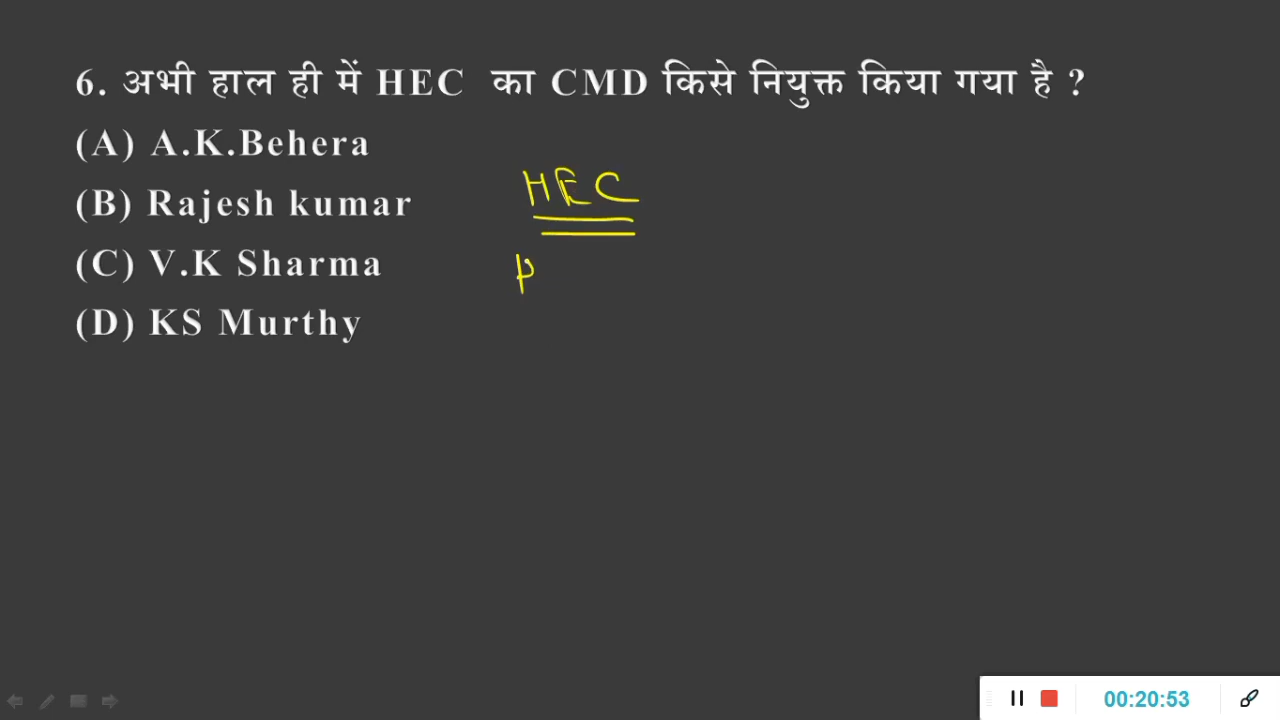 6. अभी हाल ही में HEC का CMD किसे नियुक्त किया गया है ?
(A) A.K.Behera
HEC
(B) Rajesh kumar
(C) V.K Sharma
(D) KS Murthy
00:20:53